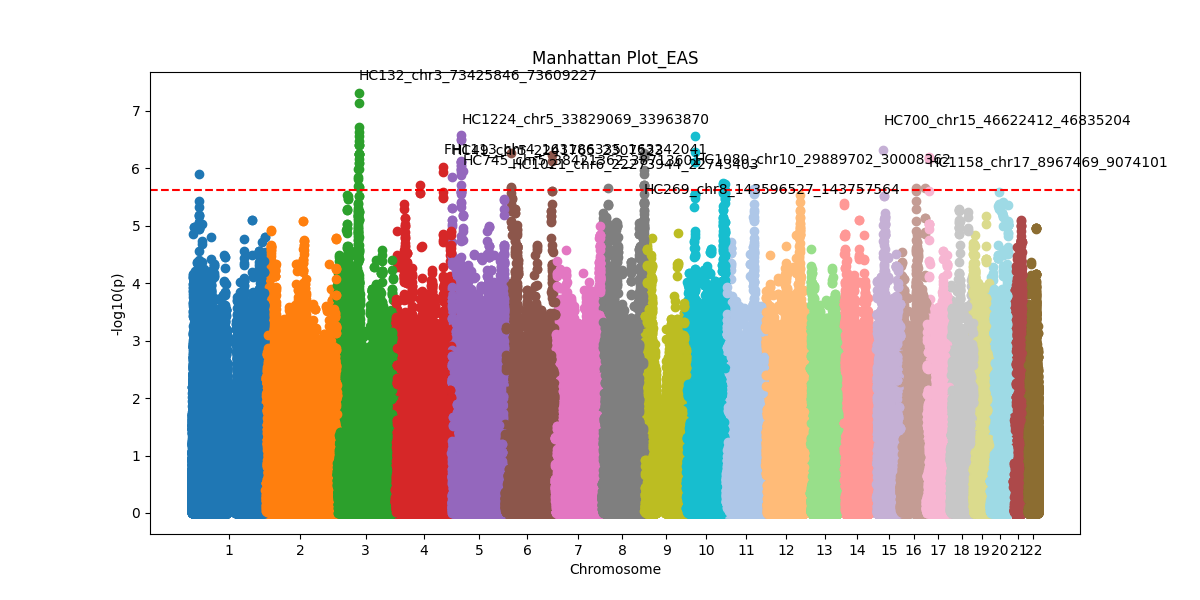 Manhattan Plot_EAS
HC132_chr3_73425846_73609227
HC1224_chr5_33829069_33963870
HC700_chr15_46622412_46835204
HC1080_chr10_29889702_30008362
HC1158_chr17_8967469_9074101
HC269_chr8_143596527_143757564
-log10(p)
7
6
5
4
3
2
1
0
1 2 3 4 5 6 7 8 9 10 11 12 13 14 15 16 17 18 19 20 21 22
Chromosome